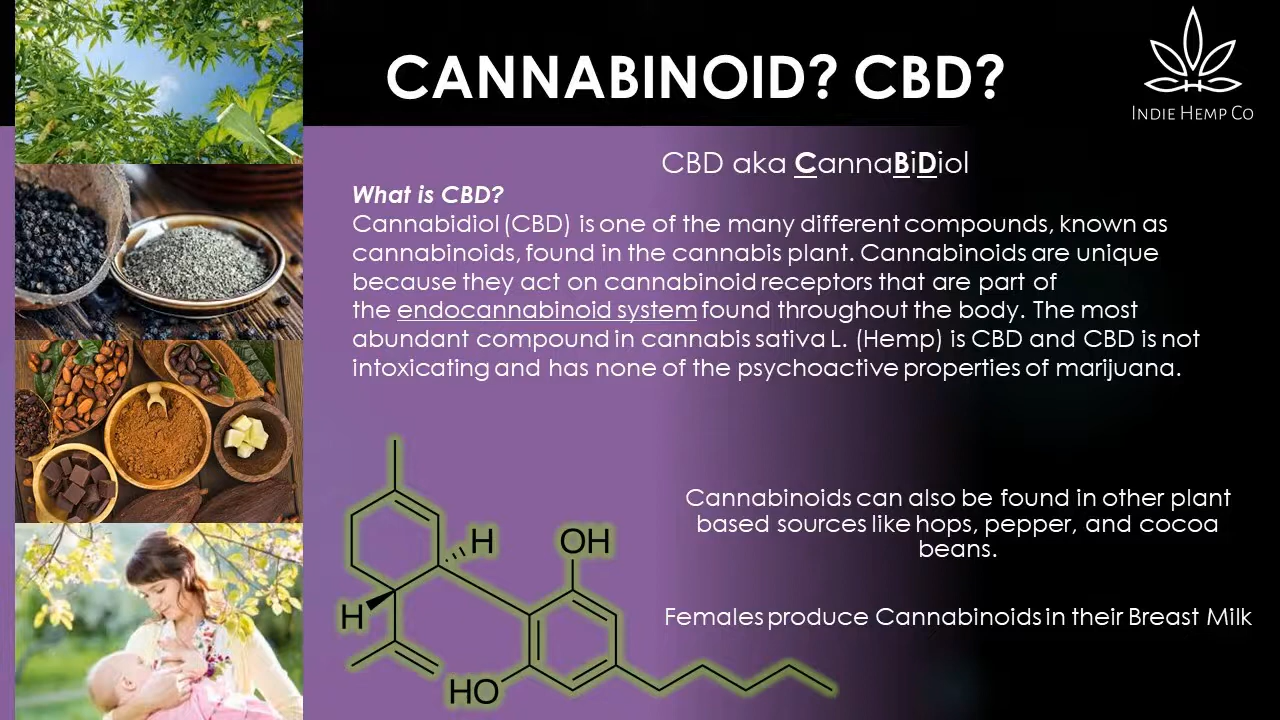 CANNABINOID? CBD?
INDIE HEMP CO
CBD aka CannaBiDiol
What is CBD?
Cannabidiol (CBD) is one of the many different compounds, known as
cannabinoids, found in the cannabis plant. Cannabinoids are unique
because they act on cannabinoid receptors that are part of
the endocannabinoid system found throughout the body. The most
abundant compound in cannabis sativa L. (Hemp) is CBD and CBD is not
intoxicating and has none of the psychoactive properties of marijuana.
Cannabinoids can also be found in other plant
based sources like hops, pepper, and cocoa
beans.
Females produce Cannabinoids in their Breast Milk
H
OH
H
HO